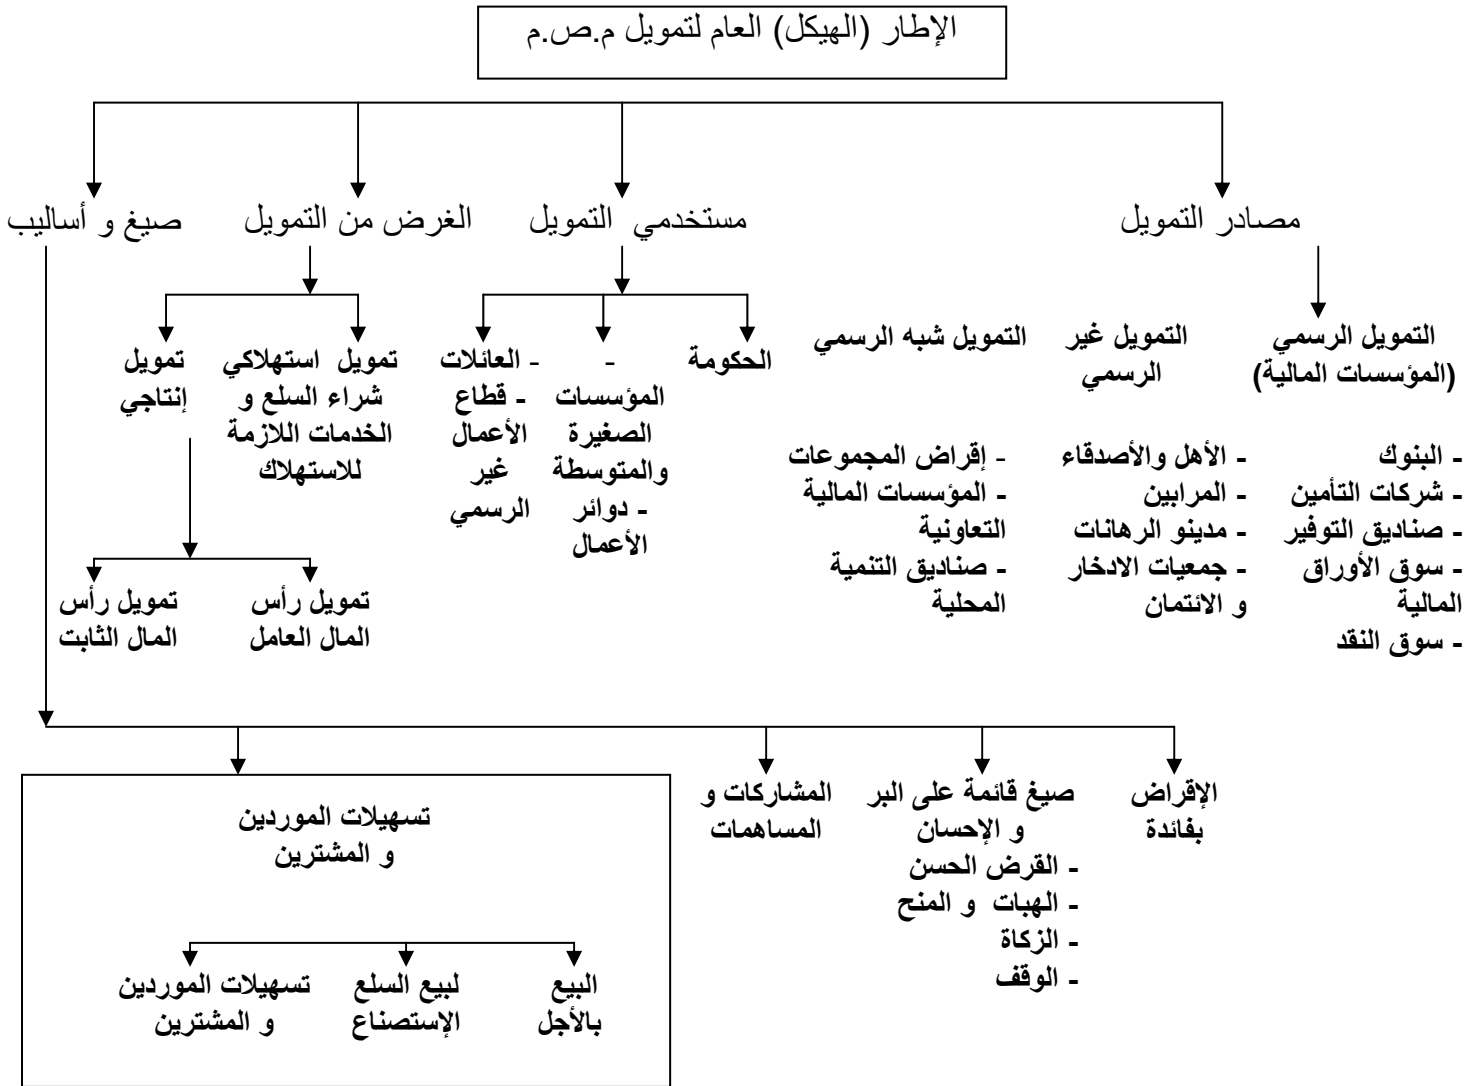 الإطار (الهيكل) العام لتمويل م.ص.م
مصادر التمويل
مستخدمي التمويل
الغرض من التمويل
صيغ و أساليب
التمويل الرسمي
(المؤسسات المالية)
- البنوك
- شركات التأمين
- صناديق التوفير
- سوق الأوراق
المالية
- سوق النقد
التمويل غير
الرسمي
- الأهل والأصدقاء
- المرابين
- مدينو الرهانات
- جمعيات الادخار
و الائتمان
التمويل شبه الرسمي
- إقراض المجموعات
- المؤسسات المالية
التعاونية
- صناديق التنمية
المحلية
الحكومة
-
المؤسسات
الصغيرة
والمتوسطة
- دوائر
الأعمال
- العائلات
- قطاع
الأعمال
غير
الرسمي
تمويل استهلاكي
شراء السلع و
الخدمات اللازمة
للاستهلاك
تمويل
إنتاجي
تمويل رأس
المال العامل
تمويل رأس
المال الثابت
الإقراض
بفائدة
صيغ قائمة على البر
و الإحسان
- القرض الحسن
- الهبات و المنح
- الزكاة
- الوقف
المشاركات و
المساهمات
تسهيلات الموردين
و المشترين
البيع
بالأجل
لبيع السلع
الإستصناع
تسهيلات الموردين
و المشترين